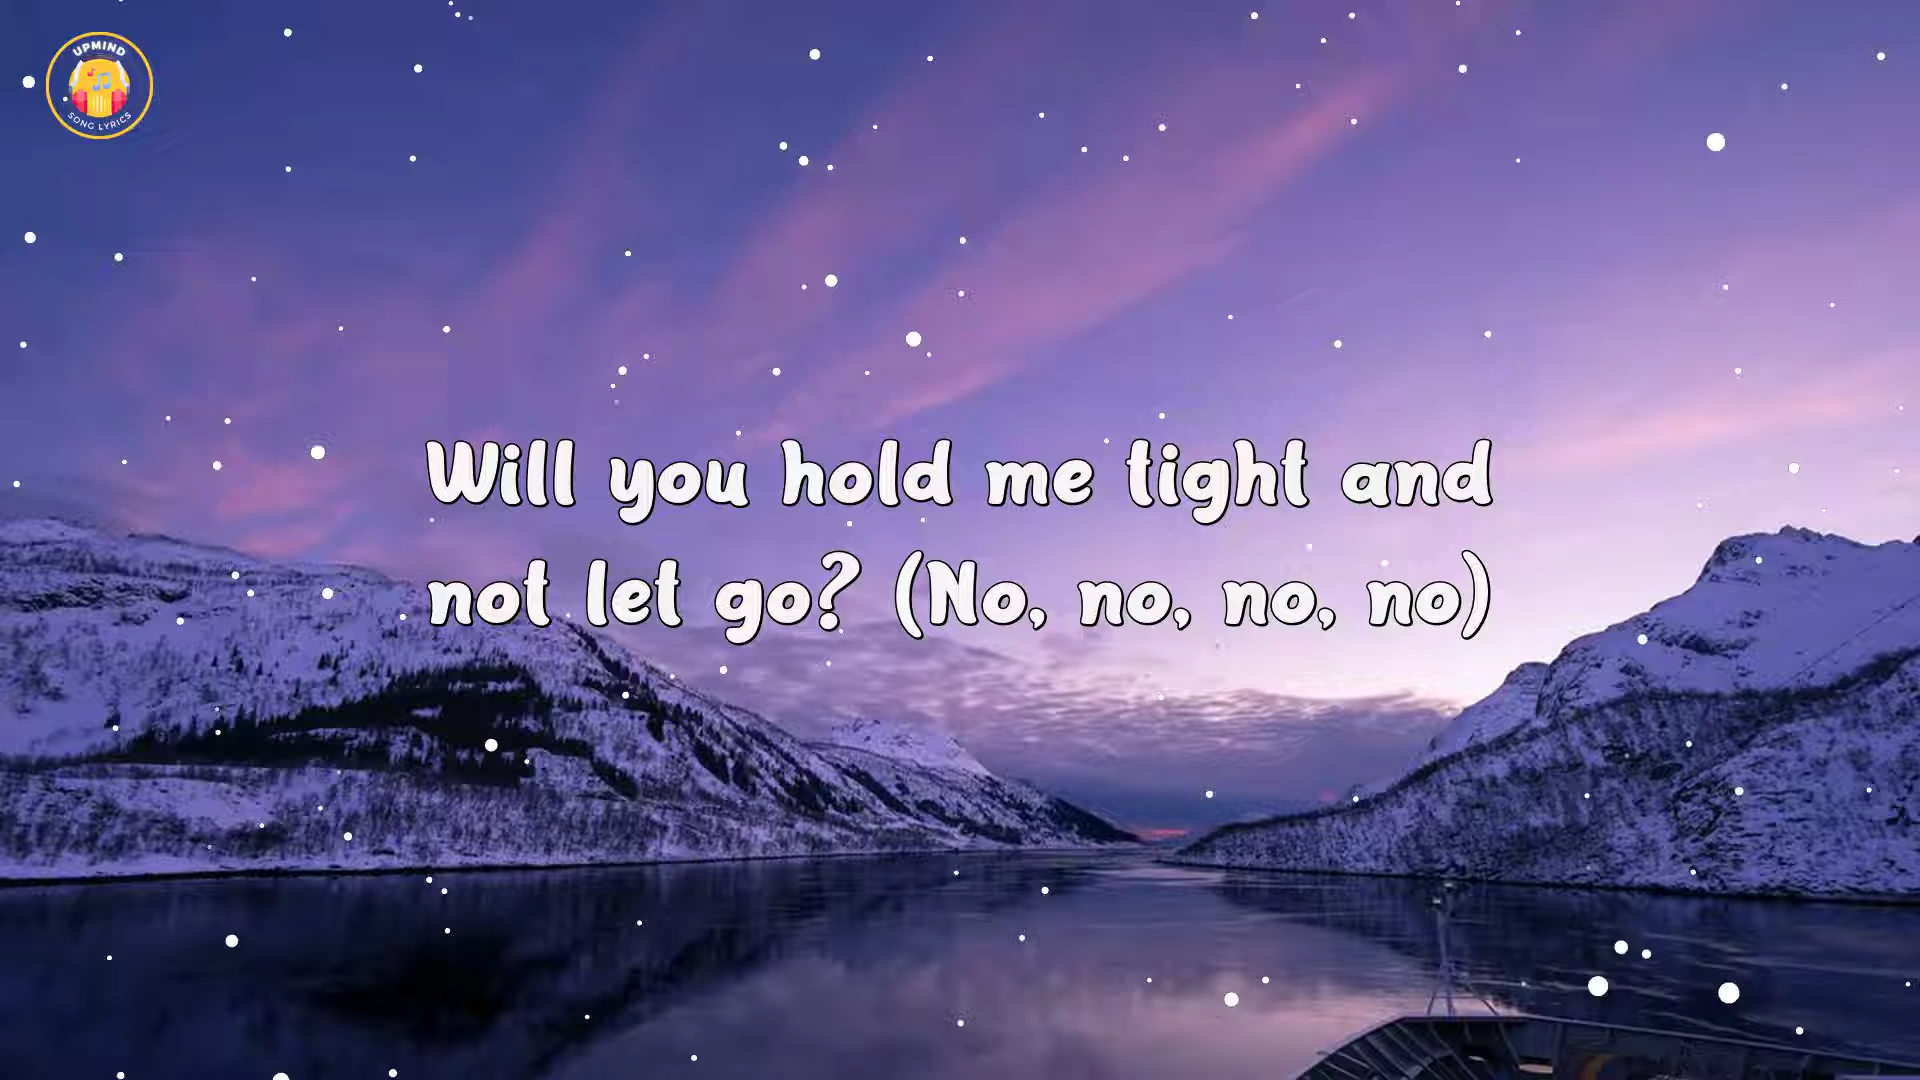 UPMIND
SONG LYRICS
Will you hold me tight and
not let go? (No, no, no, no)